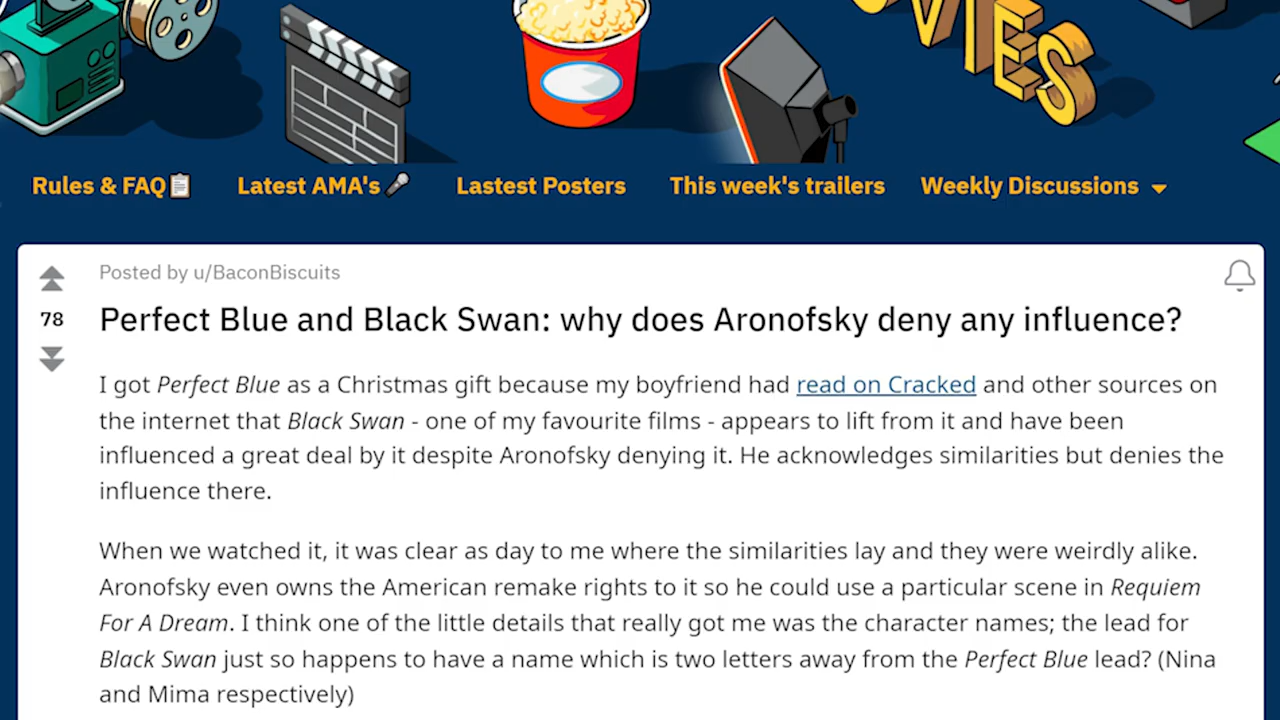 VIES
Rules & FAQ📋 Latest AMA's🎤 Lastest Posters This week's trailers Weekly Discussions
Posted by u/BaconBiscuits
78
Perfect Blue and Black Swan: why does Aronofsky deny any influence?
I got Perfect Blue as a Christmas gift because my boyfriend had read on Cracked and other sources on
the internet that Black Swan - one of my favourite films - appears to lift from it and have been
influenced a great deal by it despite Aronofsky denying it. He acknowledges similarities but denies the
influence there.
When we watched it, it was clear as day to me where the similarities lay and they were weirdly alike.
Aronofsky even owns the American remake rights to it so he could use a particular scene in Requiem
For A Dream. I think one of the little details that really got me was the character names; the lead for
Black Swan just so happens to have a name which is two letters away from the Perfect Blue lead? (Nina
and Mima respectively)